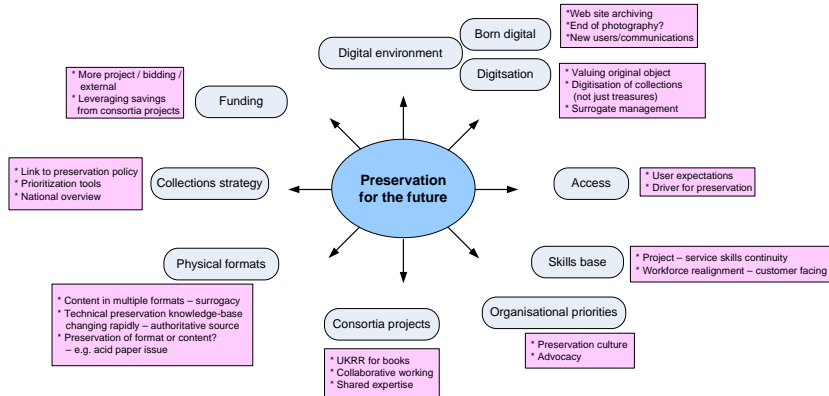 Born digital
* Web site archiving
* End of photography?
* New users/communications
Digital environment
Digitsation
* Valuing original object
* Digitisation of collections
(not just treasures)
* Surrogate management
* More project / bidding /
external
* Leveraging savings
from consortia projects
Funding
* Link to preservation policy
* Prioritization tools
* National overview
Collections strategy
Preservation
for the future
Access
* User expectations
* Driver for preservation
Physical formats
Skills base
* Project – service skills continuity
* Workforce realignment – customer facing
* Content in multiple formats – surrogacy
* Technical preservation knowledge-base
changing rapidly – authoritative source
* Preservation of format or content?
– e.g. acid paper issue
Consortia projects
* UKRR for books
* Collaborative working
* Shared expertise
Organisational priorities
* Preservation culture
* Advocacy